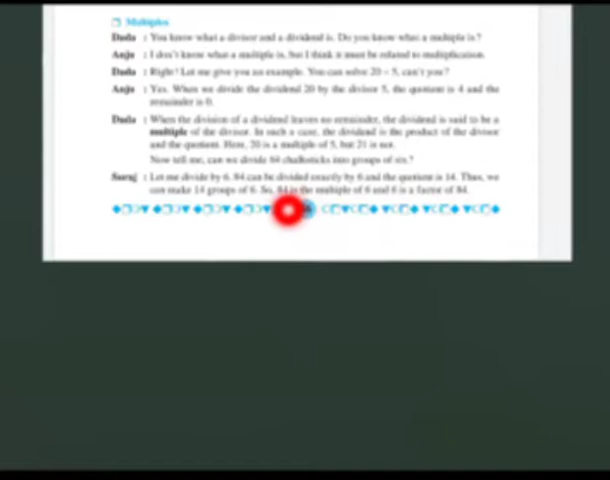 ❒ Multiples
Dada : You know what a divisor and a dividend is. Do you know what a multiple is?
Anju : I don't know what a multiple is, but I think it must be related to multiplication.
Dada : Right! Let me give you an example. You can solve 20 ÷ 5, can't you?
Anju : Yes. When we divide the dividend 20 by the divisor 5, the quotient is 4 and the
remainder is 0.
Dada : When the division of a dividend leaves no remainder, the dividend is said to be a
multiple of the divisor. In such a case, the dividend is the product of the divisor
and the quotient. Here, 20 is a multiple of 5, but 21 is not.
Now tell me, can we divide 84 chalksticks into groups of six?
Suraj : Let me divide by 6. 84 can be divided exactly by 6 and the quotient is 14. Thus, we
can make 14 groups of 6. So, 84 is the multiple of 6 and 6 is a factor of 84.